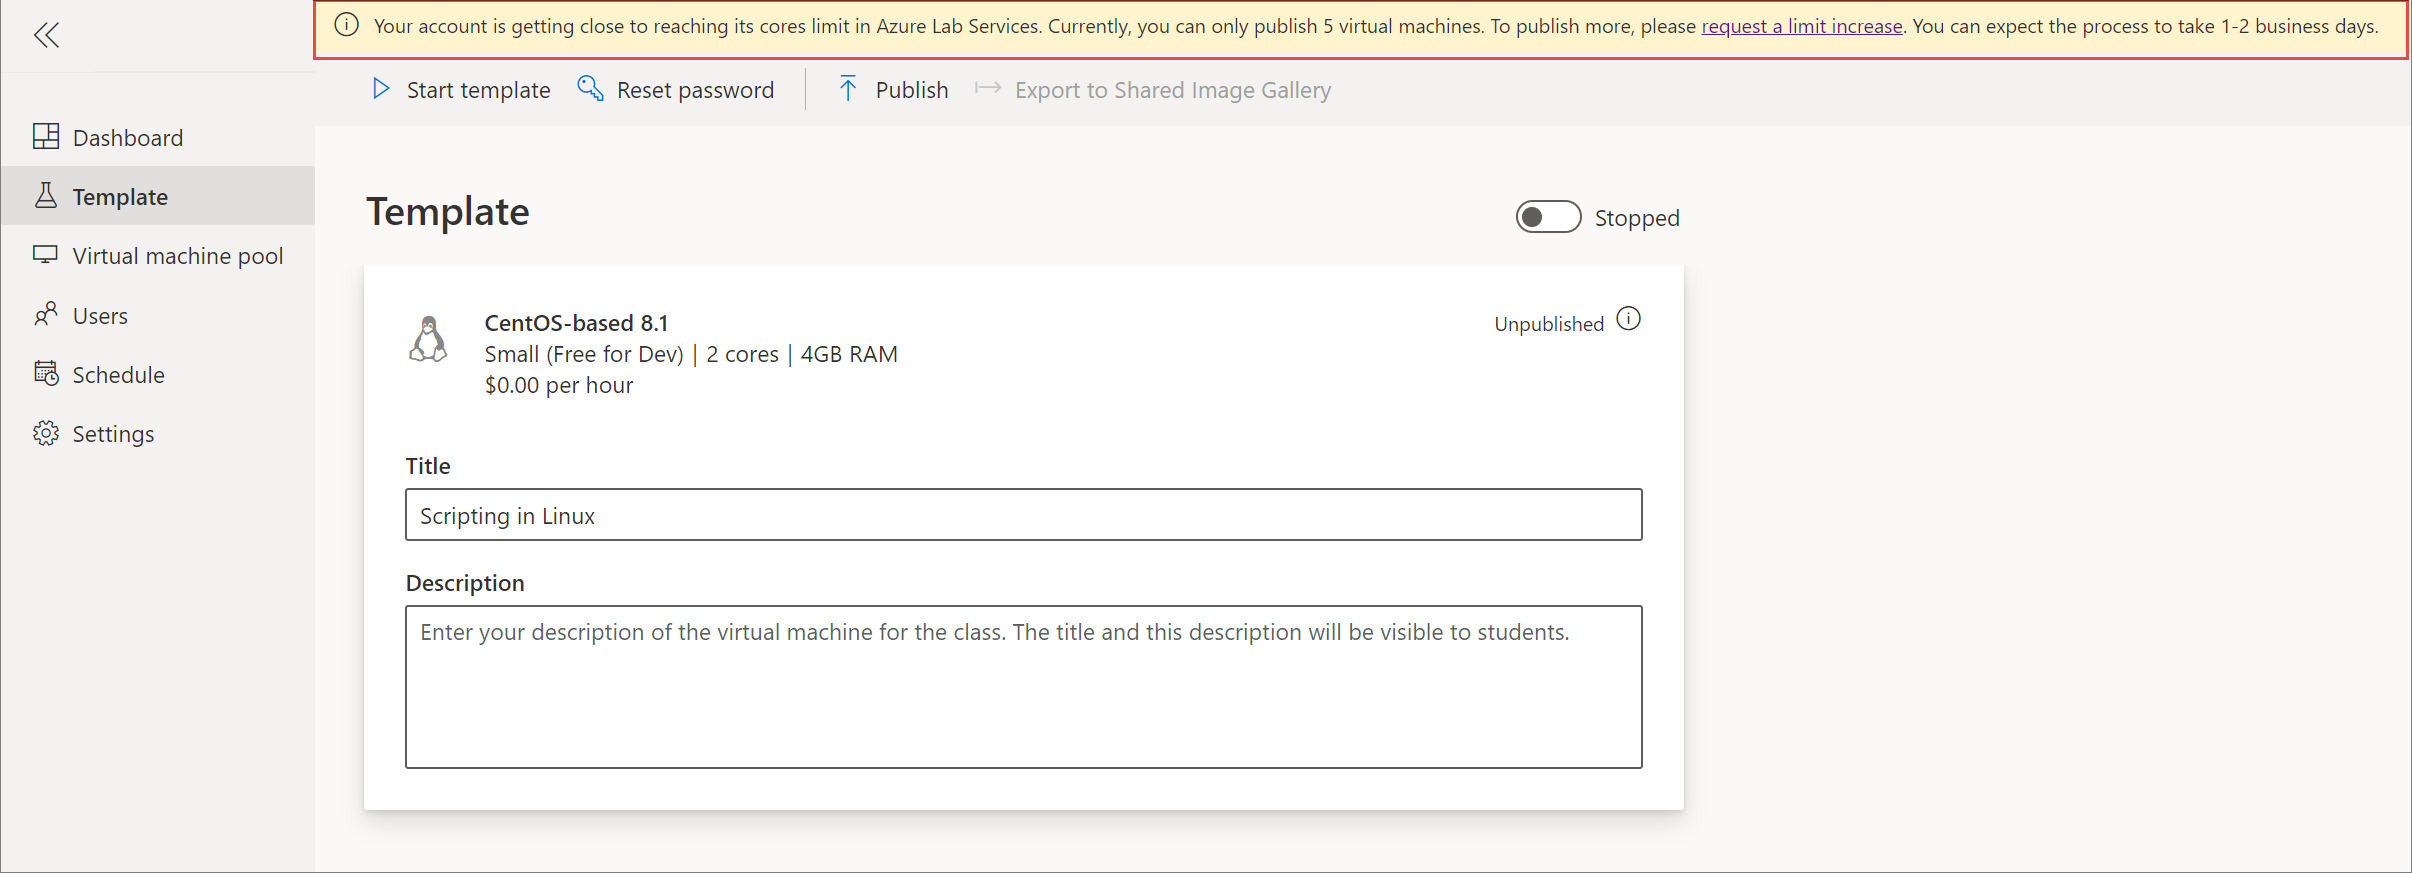 Your account is getting close to reaching its cores limit in Azure Lab Services. Currently, you can only publish 5 virtual machines. To publish more, please request a limit increase. You can expect the process to take 1-2 business days.
Start template
Reset password
Publish
Export to Shared Image Gallery
Dashboard
Template
Virtual machine pool
Users
Schedule
Settings
Template
Stopped
CentOS-based 8.1
Unpublished
Small (Free for Dev) | 2 cores | 4GB RAM
$0.00 per hour
Title
Scripting in Linux
Description
Enter your description of the virtual machine for the class. The title and this description will be visible to students.